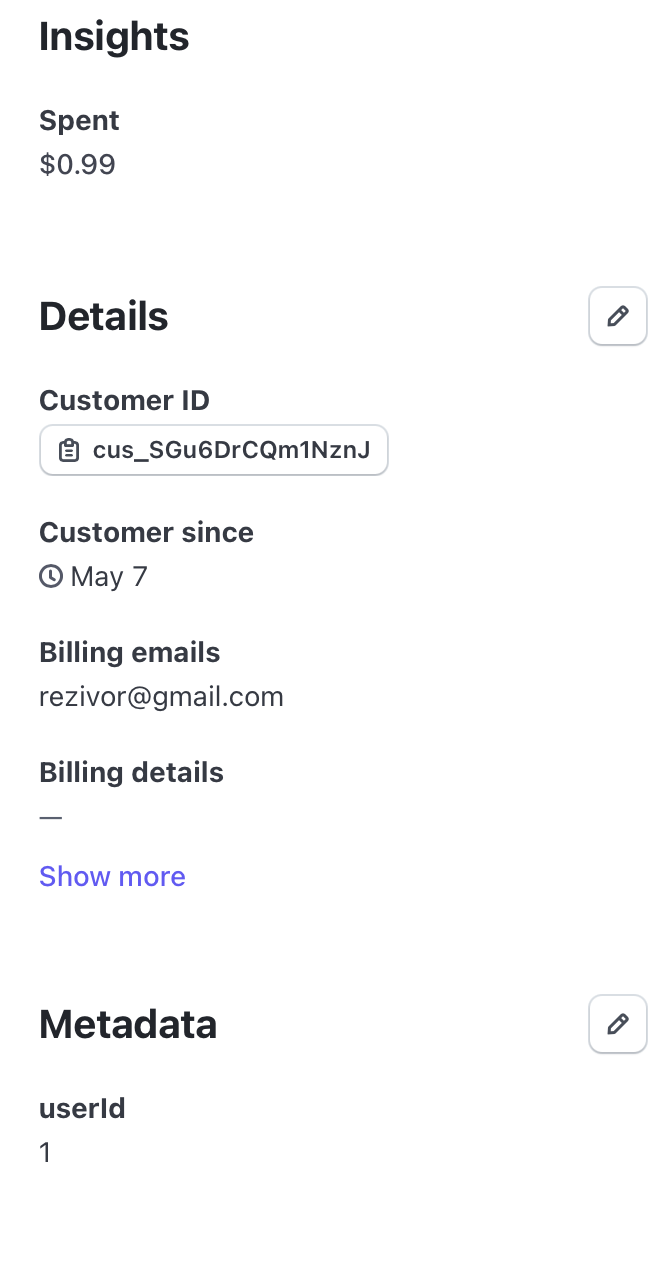 Insights
Spent
$0.99
Details
Customer ID
cus_SGu6DrCQm1NznJ
Customer since
May 7
Billing emails
rezivor@gmail.com
Billing details
—
Show more
Metadata
userId
1